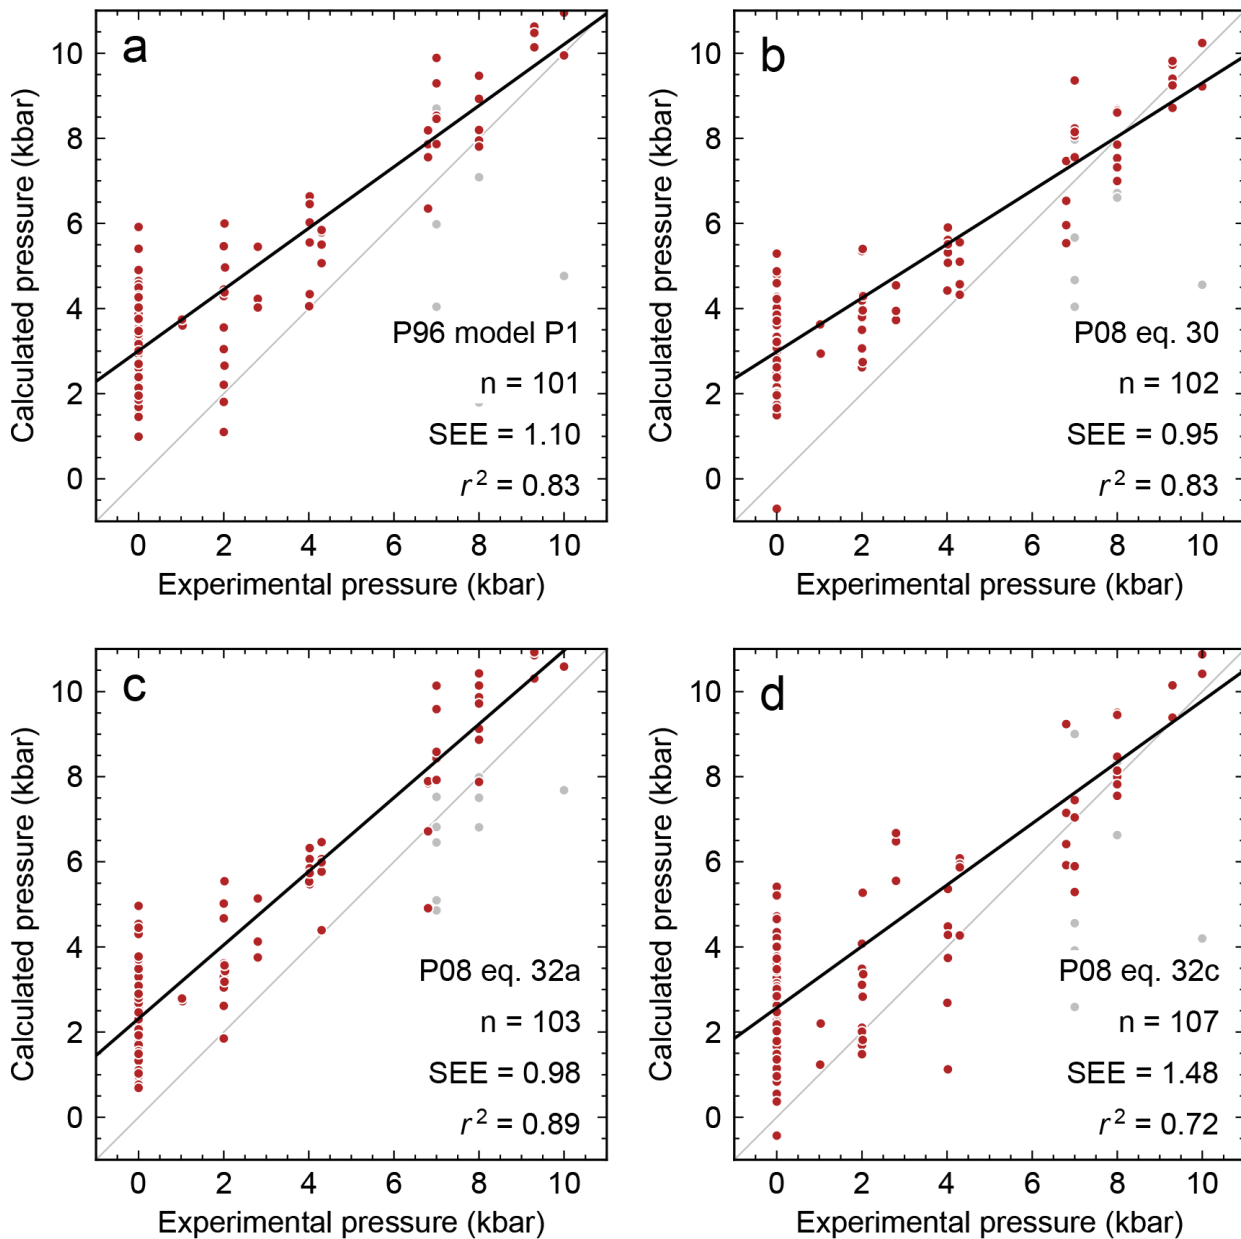 a
10
8
6
4
2
0
Calculated pressure (kbar)
P96 model P1
n = 101
SEE = 1.10
r² = 0.83
0 2 4 6 8 10
Experimental pressure (kbar)
b
10
8
6
4
2
0
Calculated pressure (kbar)
P08 eq. 30
n = 102
SEE = 0.95
r² = 0.83
0 2 4 6 8 10
Experimental pressure (kbar)
c
10
8
6
4
2
0
Calculated pressure (kbar)
P08 eq. 32a
n = 103
SEE = 0.98
r² = 0.89
0 2 4 6 8 10
Experimental pressure (kbar)
d
10
8
6
4
2
0
Calculated pressure (kbar)
P08 eq. 32c
n = 107
SEE = 1.48
r² = 0.72
0 2 4 6 8 10
Experimental pressure (kbar)